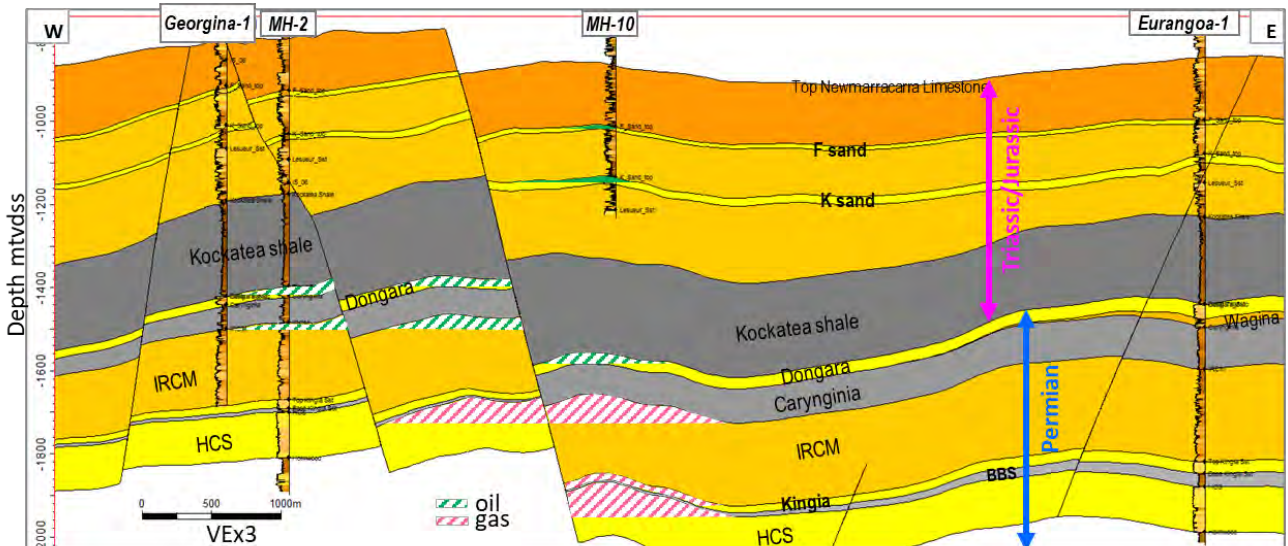 W
Georgina-1
MH-2
MH-10
Eurangoa-1
E
Depth mtvdss
-1000
-1200
-1400
-1600
-1800
-2000
Top Newmarracarra Limestone
F sand
K sand
Triassic/Jurassic
Kockatea shale
Dongara
Kockatea shale
Dongara
Wagina
Carynginia
IRCM
IRCM
Permian
HCS
BBS
Kingia
HCS
0 500 1000m
VEx3
oil
gas